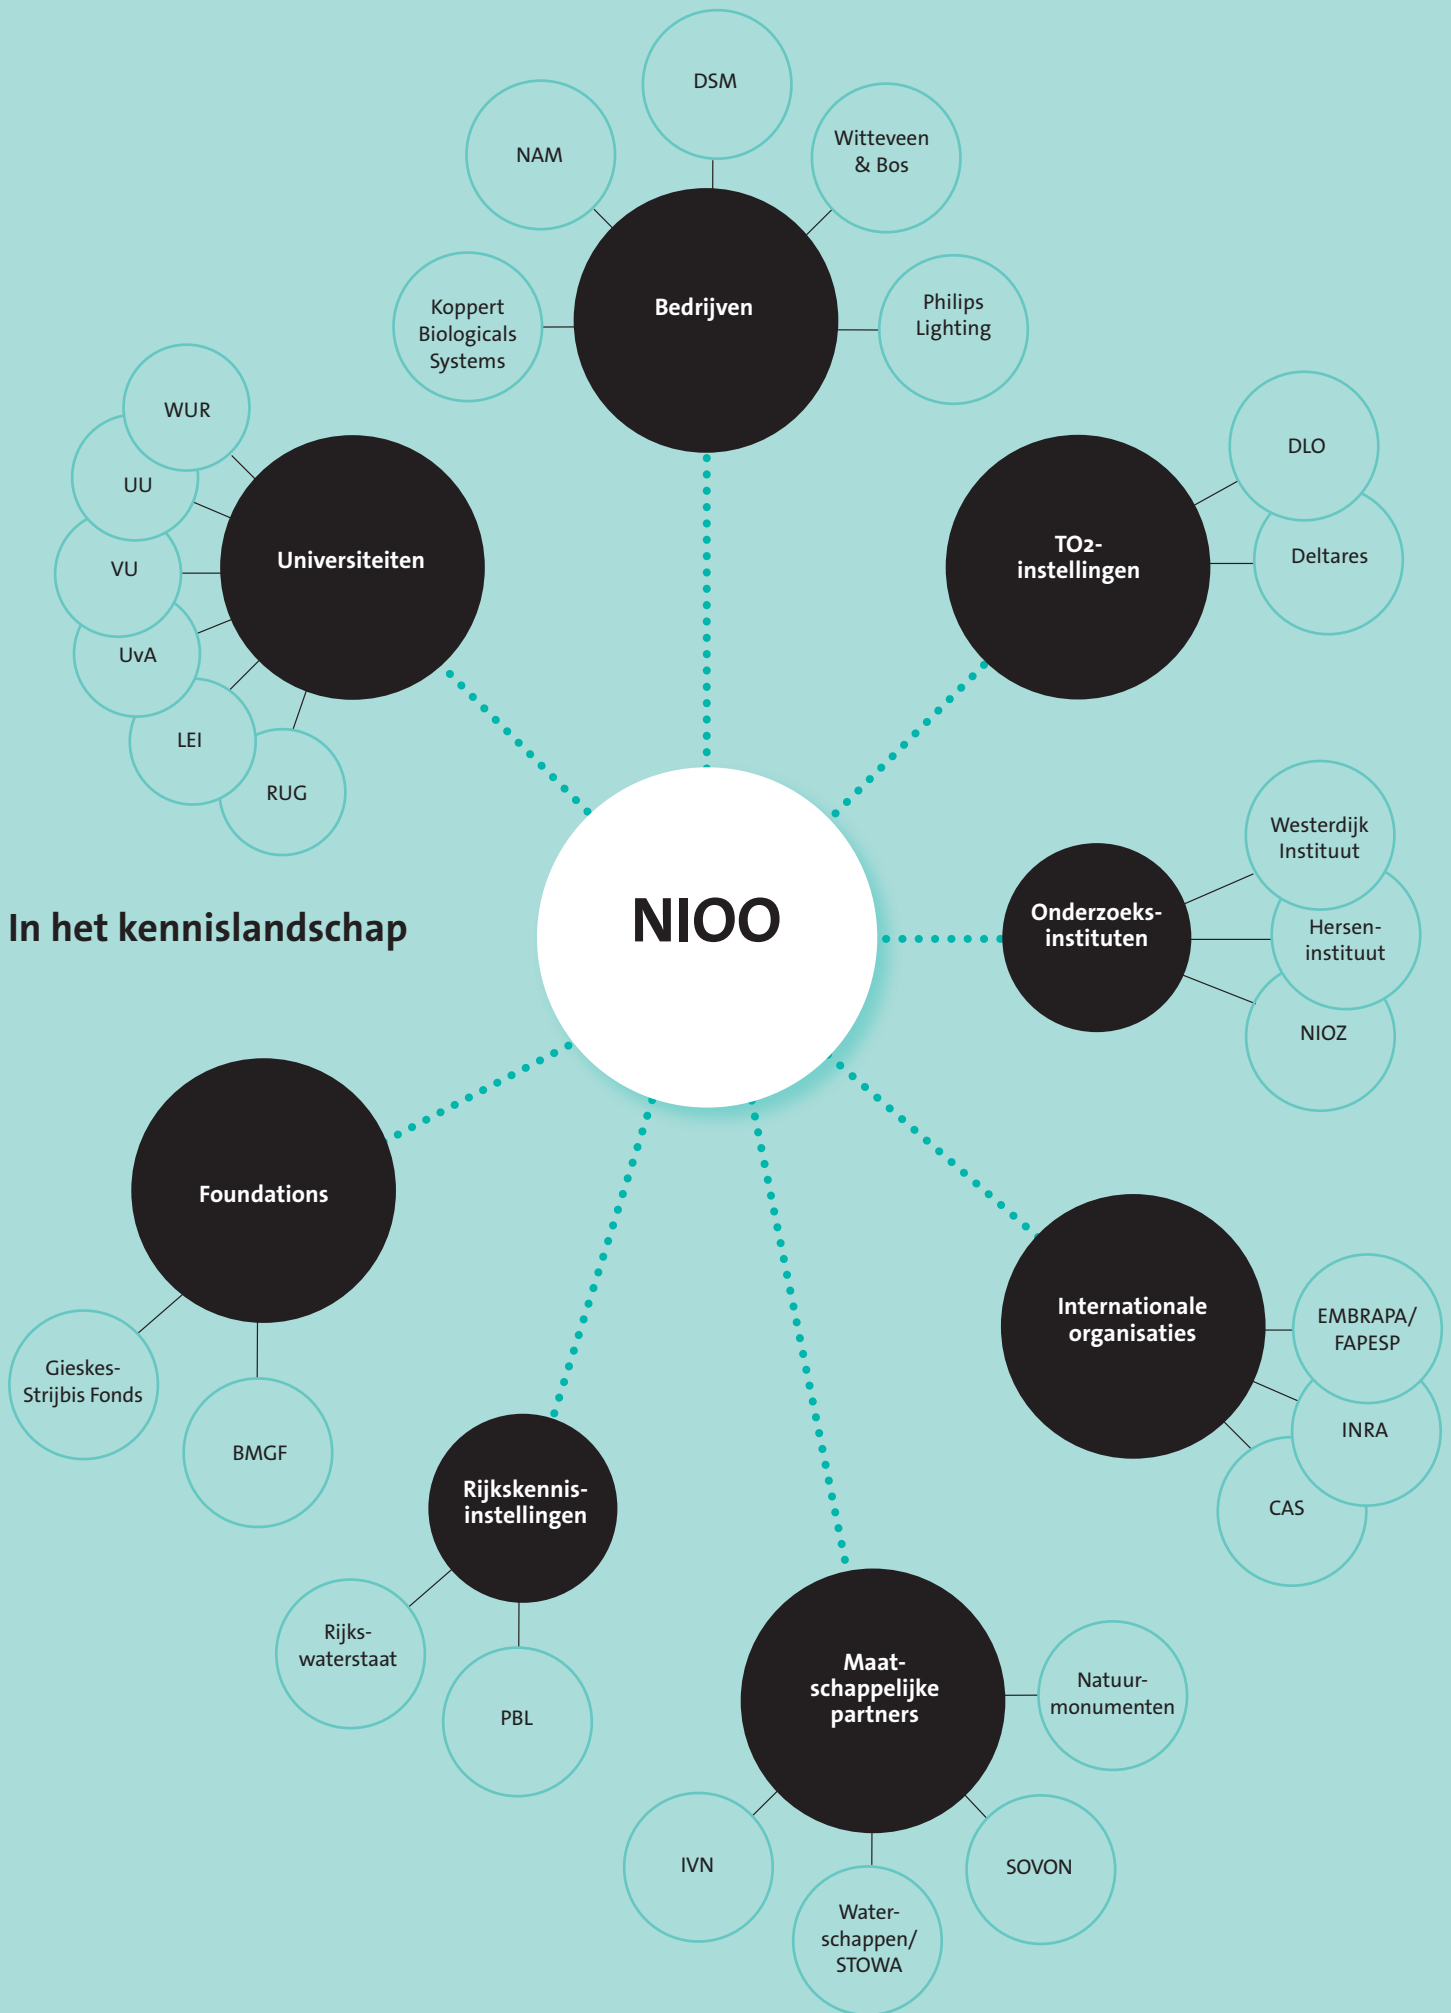 DSM
NAM
Witteveen
& Bos
Bedrijven
Koppert
Biologicals
Systems
Philips
Lighting
WUR
UU
VU
UvA
LEI
RUG
Universiteiten
DLO
Deltares
TO2-
instellingen
NIOO
In het kennislandschap
Westerdijk
Instituut
Onderzoeks-
instituten
Hersen-
instituut
NIOZ
Foundations
Gieskes-
Strijbis Fonds
BMGF
Internationale
organisaties
EMBRAPA/
FAPESP
INRA
CAS
Rijkskennis-
instellingen
Rijks-
waterstaat
PBL
Maat-
schappelijke
partners
Natuur-
monumenten
IVN
SOVON
Water-
schappen/
STOWA